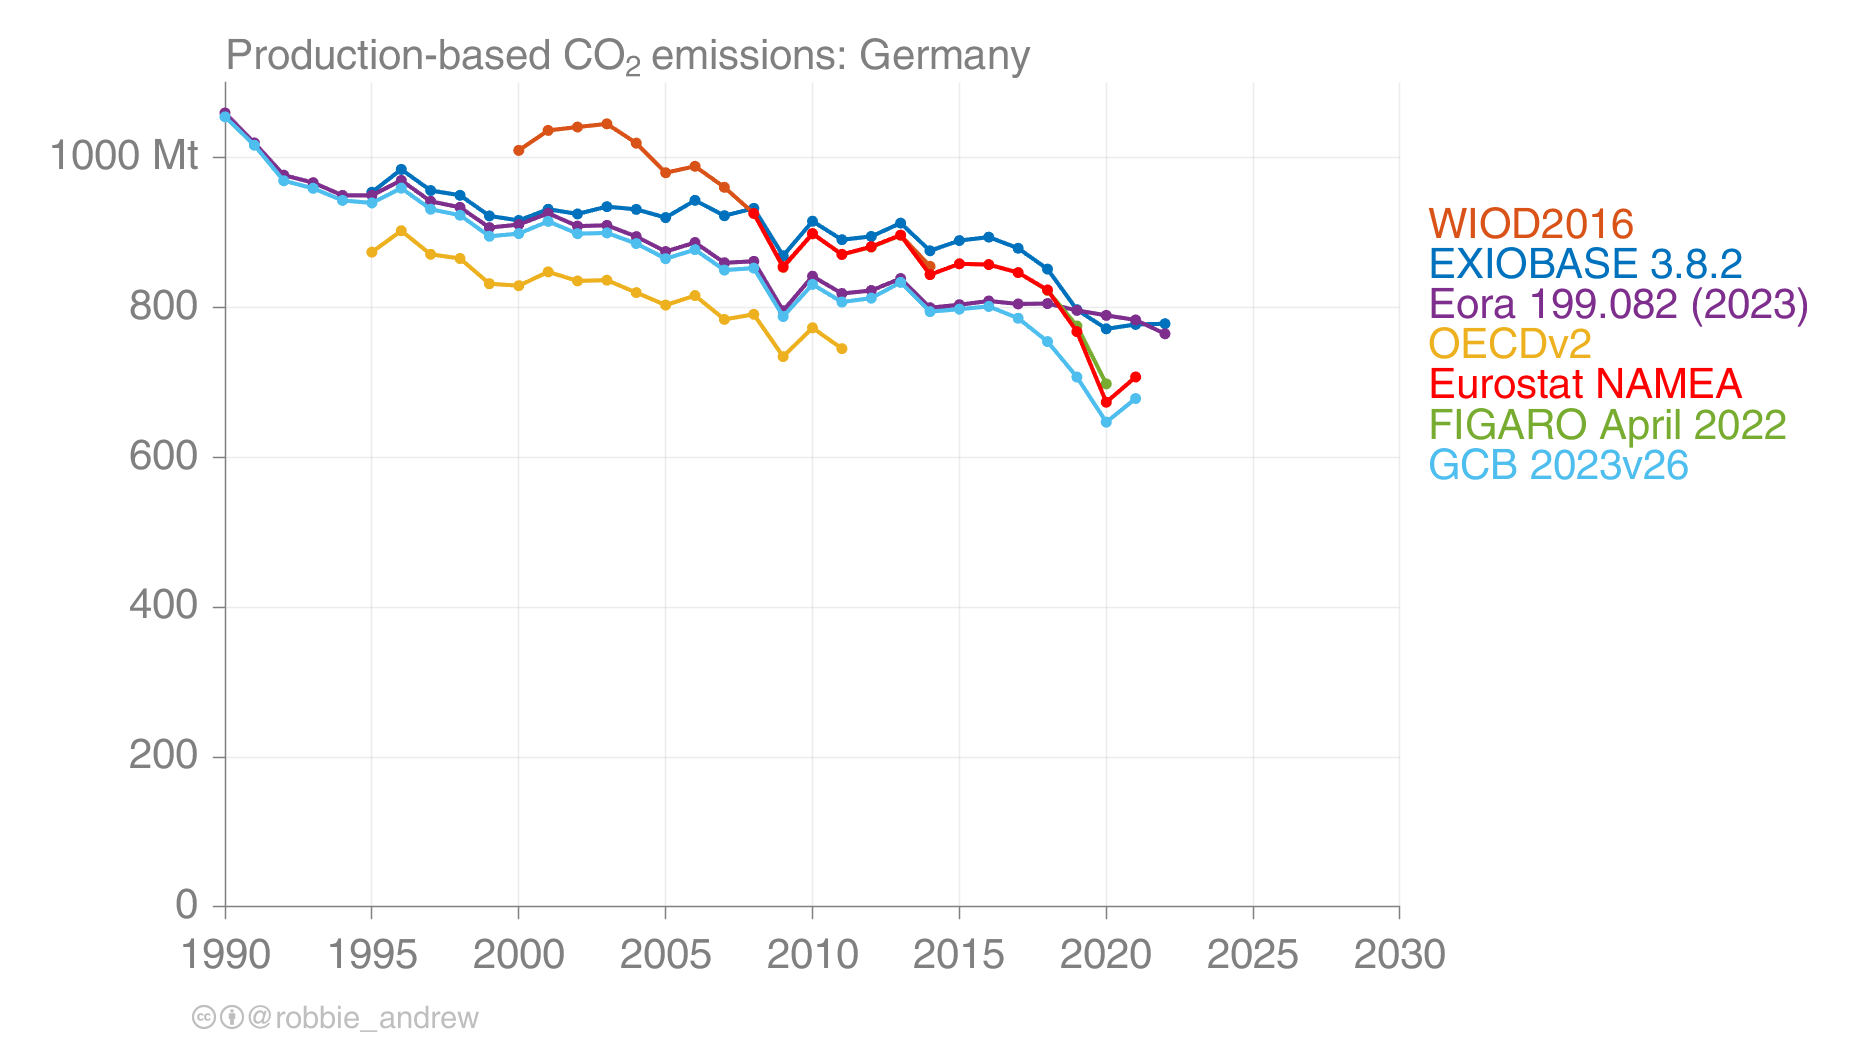 Production-based CO₂ emissions: Germany
1000 Mt
800
600
400
200
0
1990 1995 2000 2005 2010 2015 2020 2025 2030
WIOD2016
EXIOBASE 3.8.2
Eora 199.082 (2023)
OECDv2
Eurostat NAMEA
FIGARO April 2022
GCB 2023v26
@robbie_andrew